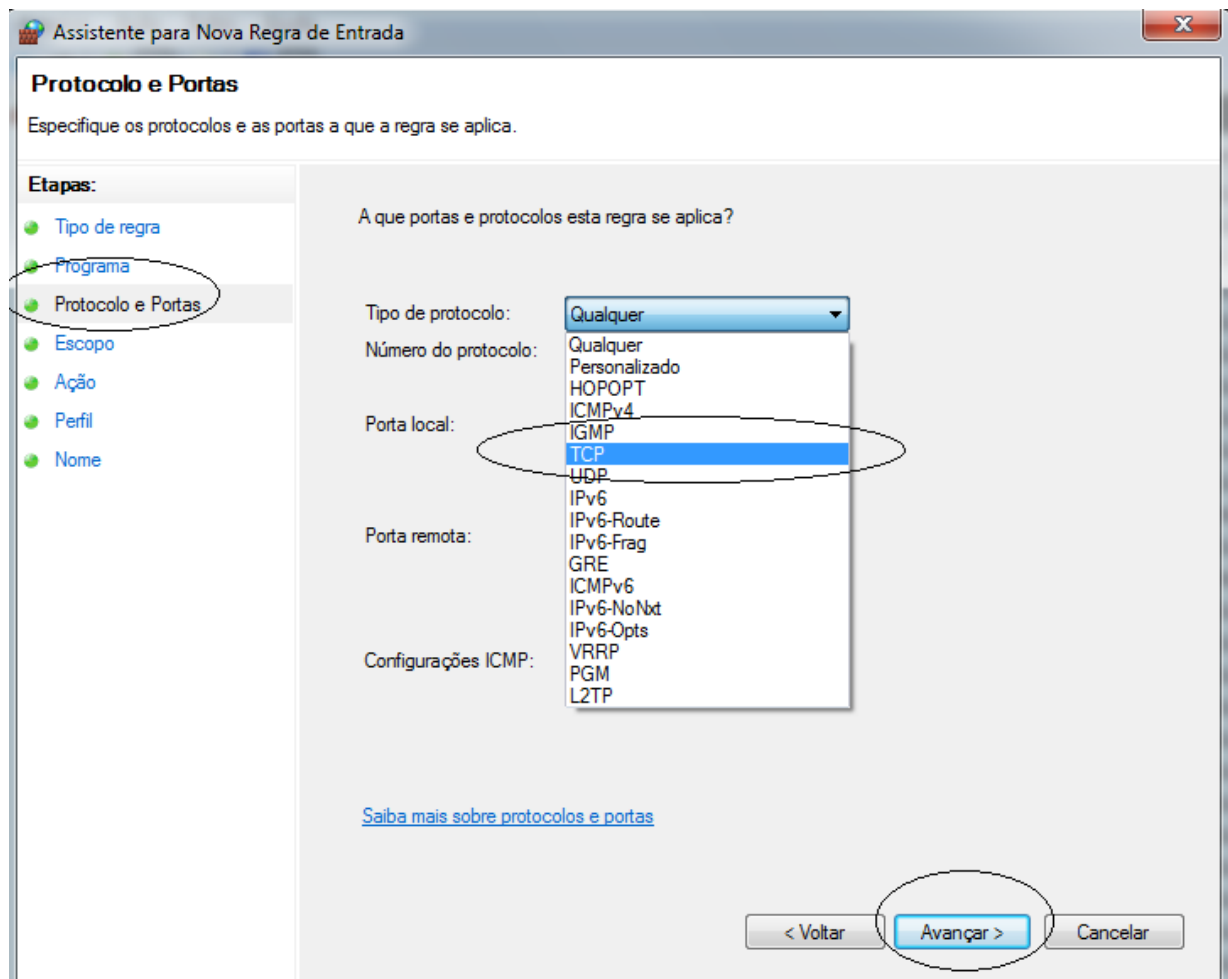 Assistente para Nova Regra de Entrada
Protocolo e Portas
Especifique os protocolos e as portas a que a regra se aplica.
Etapas:
Tipo de regra
Programa
Protocolo e Portas
Escopo
Ação
Perfil
Nome
A que portas e protocolos esta regra se aplica?
Tipo de protocolo: Qualquer
Número do protocolo:
Qualquer
Personalizado
HOPOPT
ICMPv4
Porta local:
IGMP
TCP
UDP
IPv6
IPv6-Route
Porta remota:
IPv6-Frag
GRE
ICMPv6
IPv6-NoNxt
IPv6-Opts
VRRP
Configurações ICMP:
PGM
L2TP
Saiba mais sobre protocolos e portas
< Voltar Avançar > Cancelar